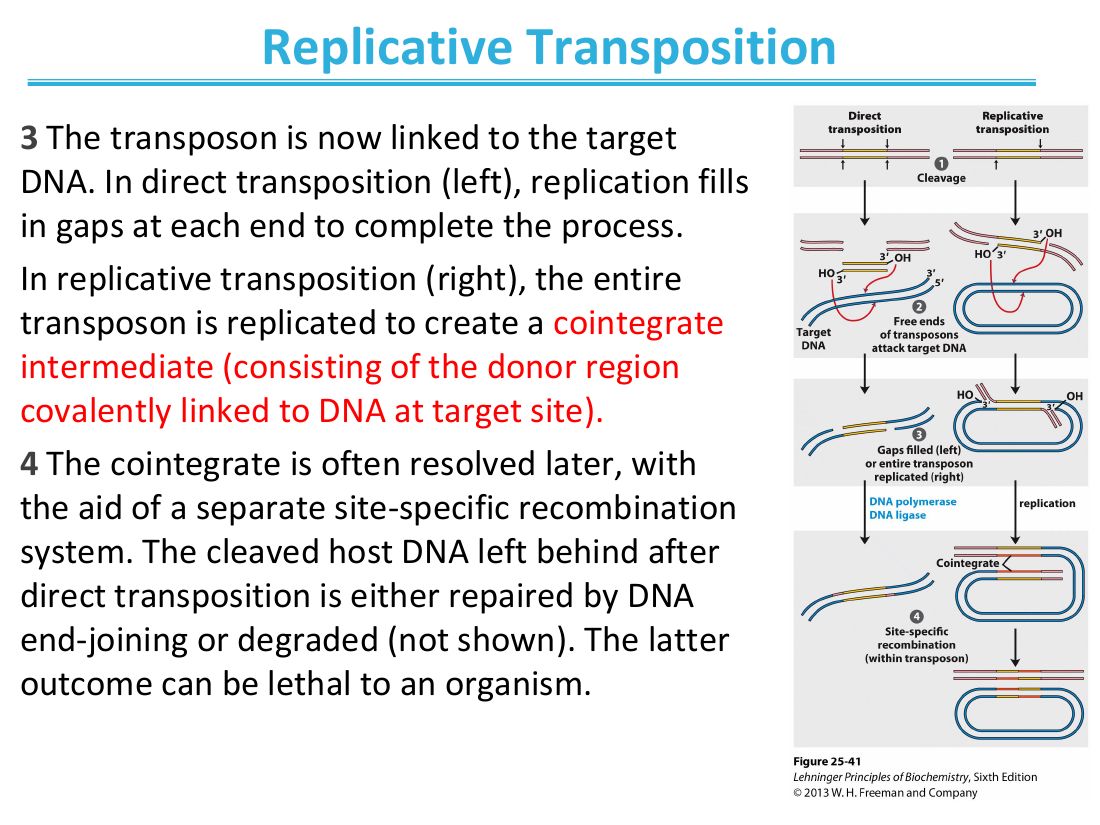 Replicative Transposition
3 The transposon is now linked to the target
DNA. In direct transposition (left), replication fills
in gaps at each end to complete the process.
In replicative transposition (right), the entire
transposon is replicated to create a cointegrate
intermediate (consisting of the donor region
covalently linked to DNA at target site).
4 The cointegrate is often resolved later, with
the aid of a separate site-specific recombination
system. The cleaved host DNA left behind after
direct transposition is either repaired by DNA
end-joining or degraded (not shown). The latter
outcome can be lethal to an organism.
Direct
transposition
Replicative
transposition
1
Cleavage
3′ OH
HO 3′
3′
5′
Target
DNA
3′ OH
HO 3′
2
Free ends
of transposons
attack target DNA
HO
3′
OH
3′
3
Gaps filled (left)
or entire transposon
replicated (right)
DNA polymerase
DNA ligase
replication
Cointegrate
4
Site-specific
recombination
(within transposon)
Figure 25-41
Lehninger Principles of Biochemistry, Sixth Edition
© 2013 W. H. Freeman and Company